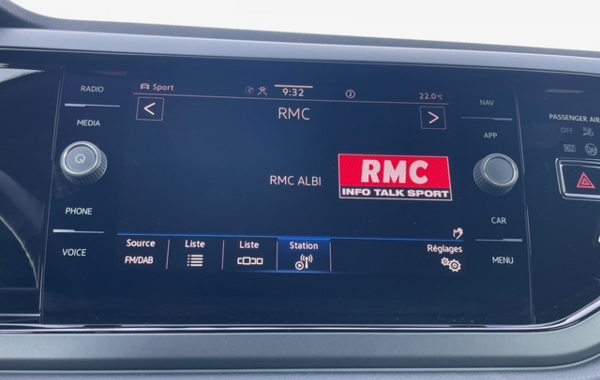 RADIO
MEDIA
PHONE
VOICE
Sport
9:32
22.0°C
RMC
RMC ALBI
RMC
INFO TALK SPORT
Source
FM/DAB
Liste
Liste
Station
Réglages
NAV
APP
CAR
MENU
PASSENGER AIR
OFF